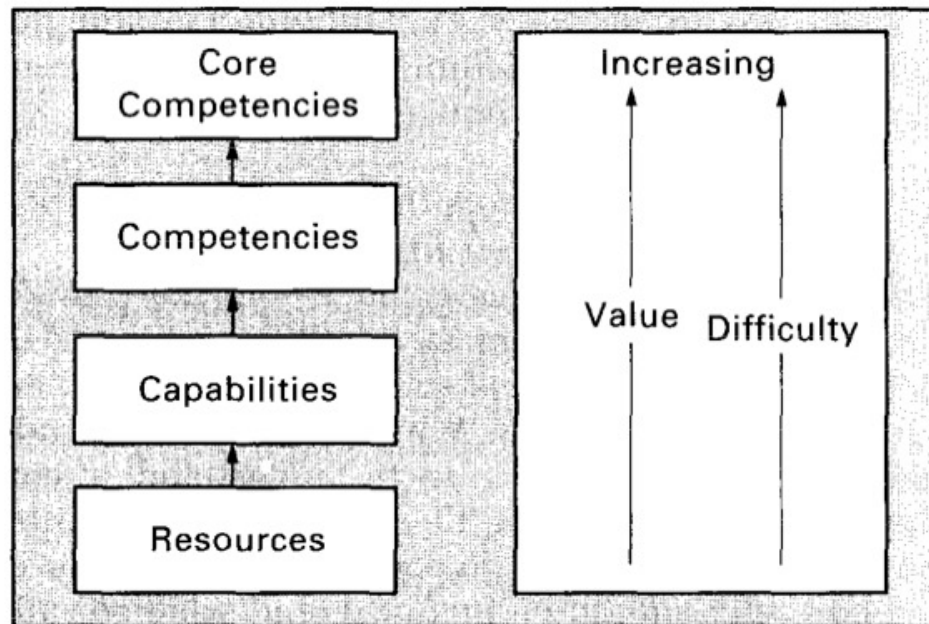 Core
Competencies
Competencies
Capabilities
Resources
Increasing
Value
Difficulty